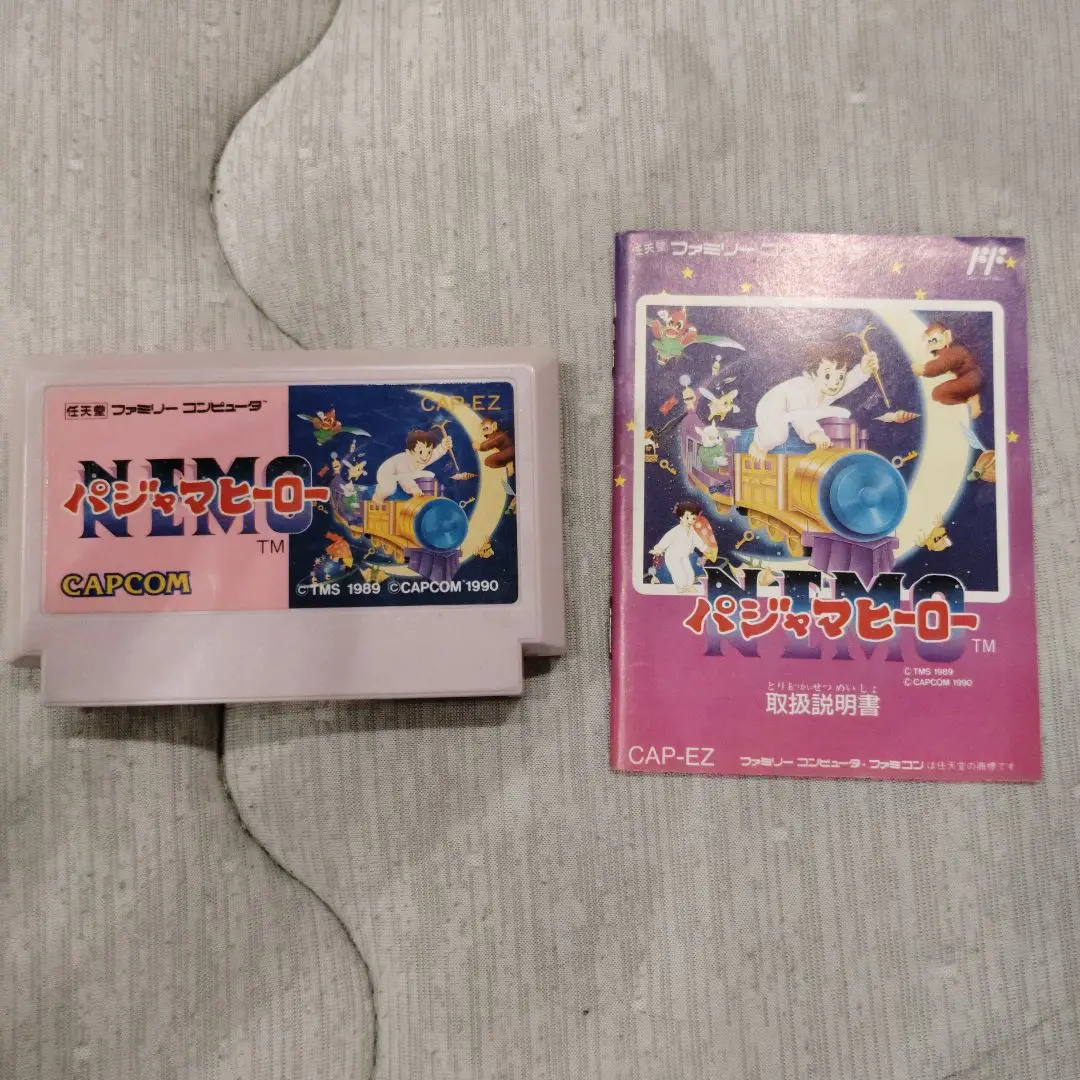 任天堂 ファミリー コンピュータ™
CAP-EZ
NEMO
パジャマヒーロー
TM
CAPCOM
©TMS 1989 ©CAPCOM 1990
任天堂 ファミリー コ
NEMO
パジャマヒーロー
TM
©TMS 1989
©CAPCOM 1990
とりあつかいせつめいしょ
取扱説明書
CAP-EZ
ファミリー コンピュータ・ファミコン は任天堂の商標です